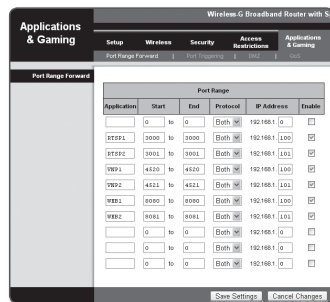 Wireless-G Broadband Router with S
Applications
& Gaming
Setup Wireless Security Access Restrictions Applications & Gaming
Port Range Forward | Port Triggering | DMZ | QoS
Port Range Forward
Port Range
Application Start End Protocol IP Address Enable
0 to 0 Both 192.168.1. 0
RTSP1 3000 to 3000 Both 192.168.1. 100
RTSP2 3001 to 3001 Both 192.168.1. 101
VNP1 4520 to 4520 Both 192.168.1. 100
VNP2 4521 to 4521 Both 192.168.1. 101
WEB1 8080 to 8080 Both 192.168.1. 100
WEB2 8081 to 8081 Both 192.168.1. 101
0 to 0 Both 192.168.1. 0
0 to 0 Both 192.168.1. 0
0 to 0 Both 192.168.1. 0
Save Settings Cancel Changes